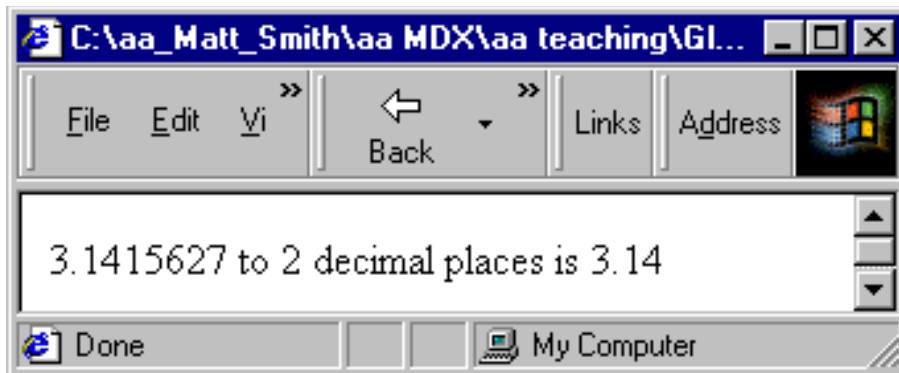 C:\aa_Matt_Smith\aa MDX\aa teaching\GI...
File Edit Vi » Back » Links Address
3.1415627 to 2 decimal places is 3.14
Done My Computer